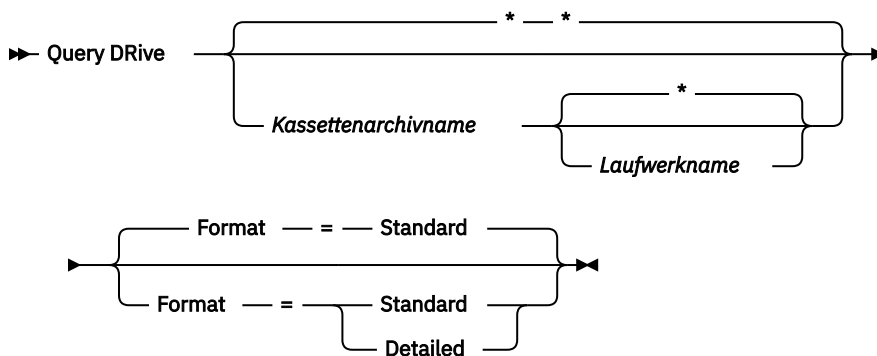 * *
Query DRive
*
Kassettenarchivname
Laufwerkname
Format = Standard
Format = Standard
Detailed